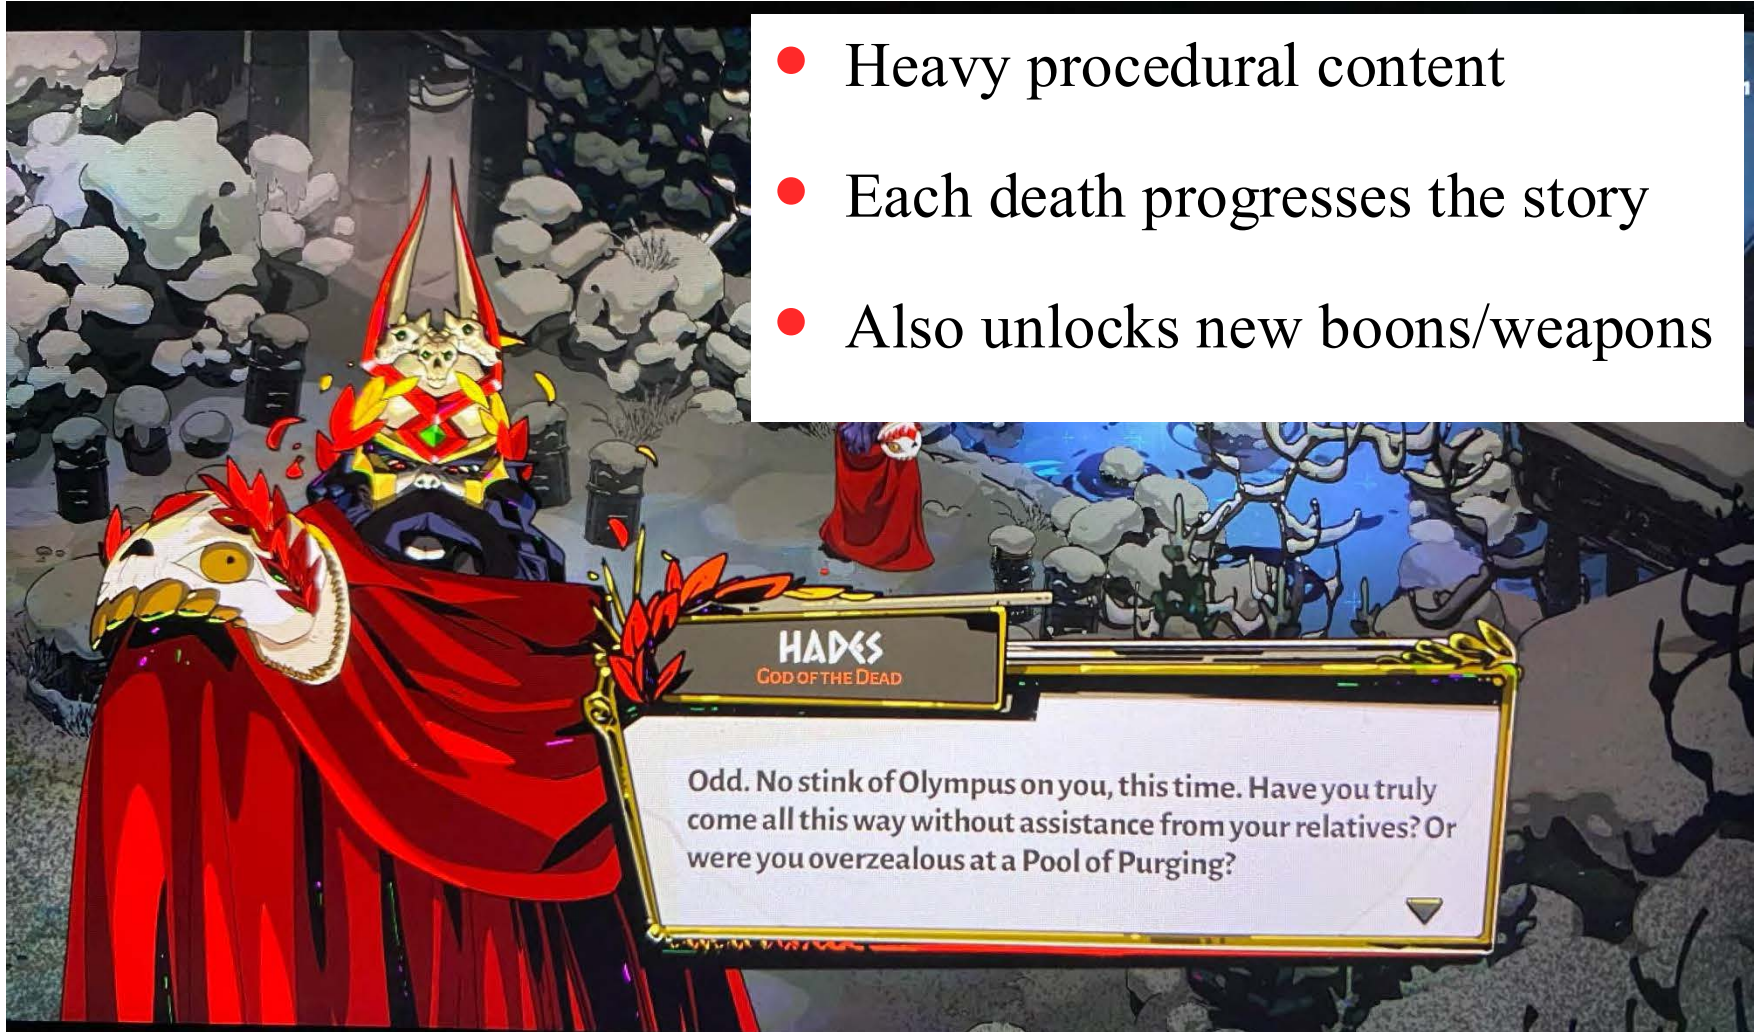 Heavy procedural content
Each death progresses the story
Also unlocks new boons/weapons
HADES
GOD OF THE DEAD
Odd. No stink of Olympus on you, this time. Have you truly
come all this way without assistance from your relatives? Or
were you overzealous at a Pool of Purging?